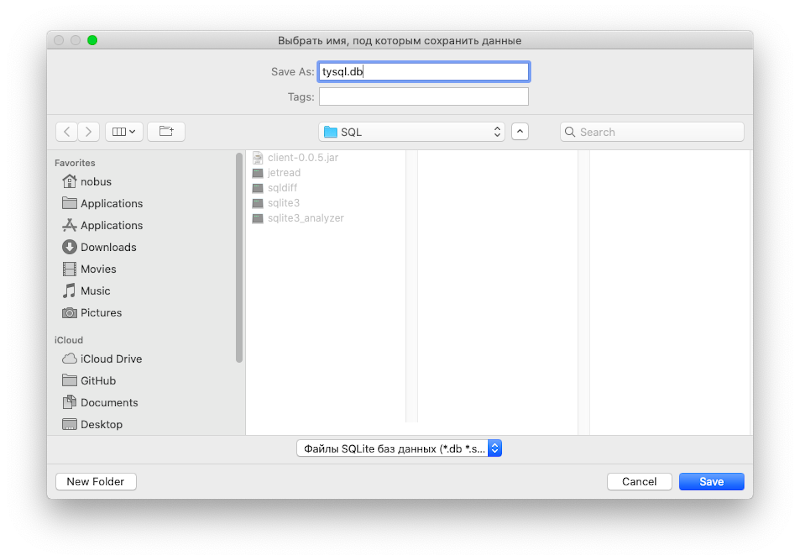 Выбрать имя, под которым сохранить данные
Save As: tysql.db
Tags:
SQL
Search
Favorites
nobus
Applications
Applications
Downloads
Movies
Music
Pictures
iCloud
iCloud Drive
GitHub
Documents
Desktop
client-0.0.5.jar
jetread
sqldiff
sqlite3
sqlite3_analyzer
Файлы SQLite баз данных (*.db *.s...
New Folder
Cancel
Save